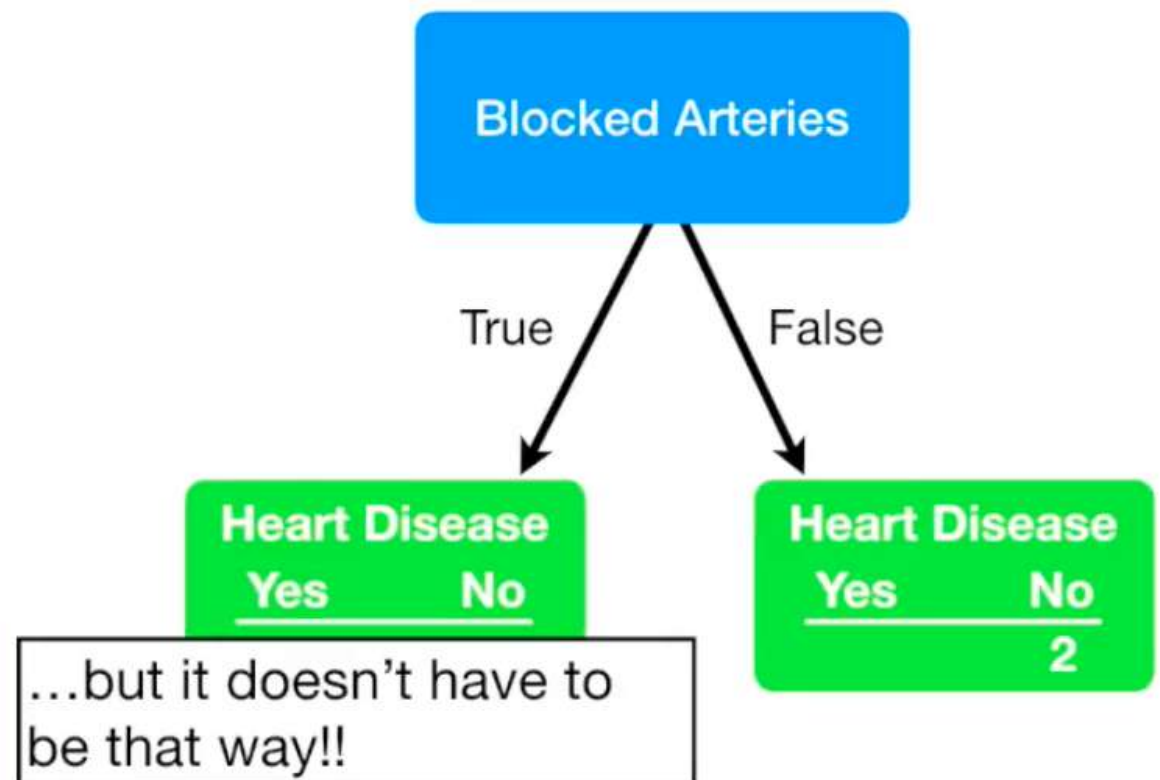 Blocked Arteries
True
False
Heart Disease
Yes No
Heart Disease
Yes No
2
…but it doesn’t have to
be that way!!